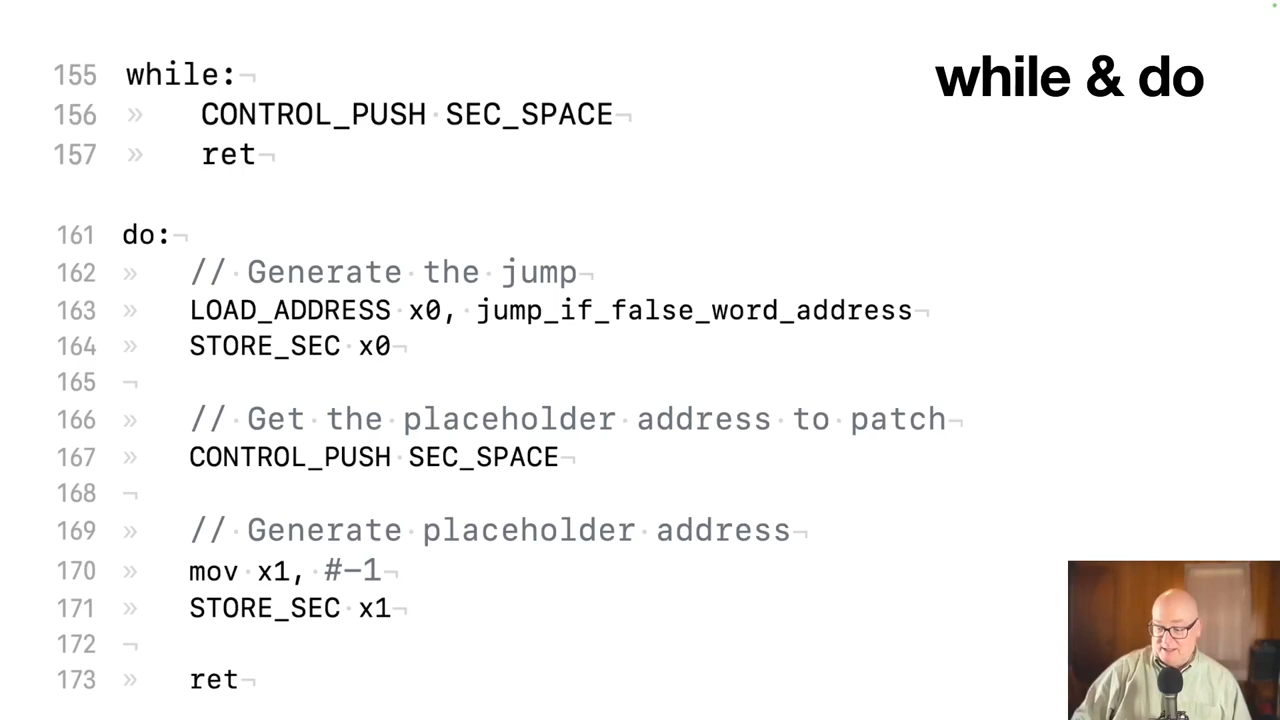 while & do
155 while:¬
156 » CONTROL_PUSH·SEC_SPACE¬
157 » ret¬
161 do:¬
162 » //·Generate·the·jump¬
163 » LOAD_ADDRESS·x0,·jump_if_false_word_address¬
164 » STORE_SEC·x0¬
165 ¬
166 » //·Get·the·placeholder·address·to·patch¬
167 » CONTROL_PUSH·SEC_SPACE¬
168 ¬
169 » //·Generate·placeholder·address¬
170 » mov·x1,·#-1¬
171 » STORE_SEC·x1¬
172 ¬
173 » ret¬